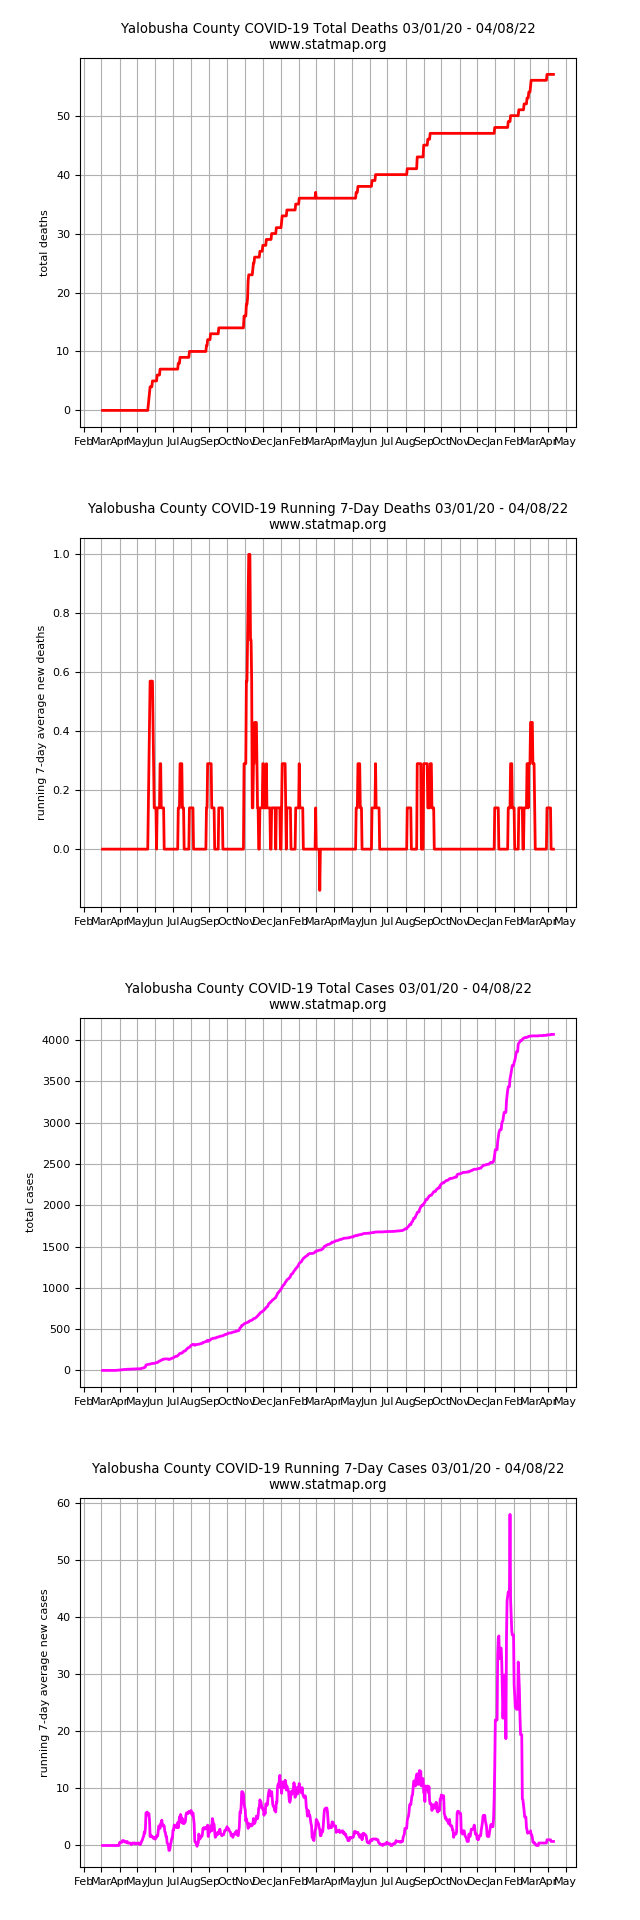 Yalobusha County COVID-19 Total Deaths 03/01/20 - 04/08/22
www.statmap.org
total deaths
50
40
30
20
10
0
Feb Mar Apr May Jun Jul Aug Sep Oct Nov Dec Jan Feb Mar Apr May Jun Jul Aug Sep Oct Nov Dec Jan Feb Mar Apr May
Yalobusha County COVID-19 Running 7-Day Deaths 03/01/20 - 04/08/22
www.statmap.org
running 7-day average new deaths
1.0
0.8
0.6
0.4
0.2
0.0
Feb Mar Apr May Jun Jul Aug Sep Oct Nov Dec Jan Feb Mar Apr May Jun Jul Aug Sep Oct Nov Dec Jan Feb Mar Apr May
Yalobusha County COVID-19 Total Cases 03/01/20 - 04/08/22
www.statmap.org
total cases
4000
3500
3000
2500
2000
1500
1000
500
0
Feb Mar Apr May Jun Jul Aug Sep Oct Nov Dec Jan Feb Mar Apr May Jun Jul Aug Sep Oct Nov Dec Jan Feb Mar Apr May
Yalobusha County COVID-19 Running 7-Day Cases 03/01/20 - 04/08/22
www.statmap.org
running 7-day average new cases
60
50
40
30
20
10
0
Feb Mar Apr May Jun Jul Aug Sep Oct Nov Dec Jan Feb Mar Apr May Jun Jul Aug Sep Oct Nov Dec Jan Feb Mar Apr May